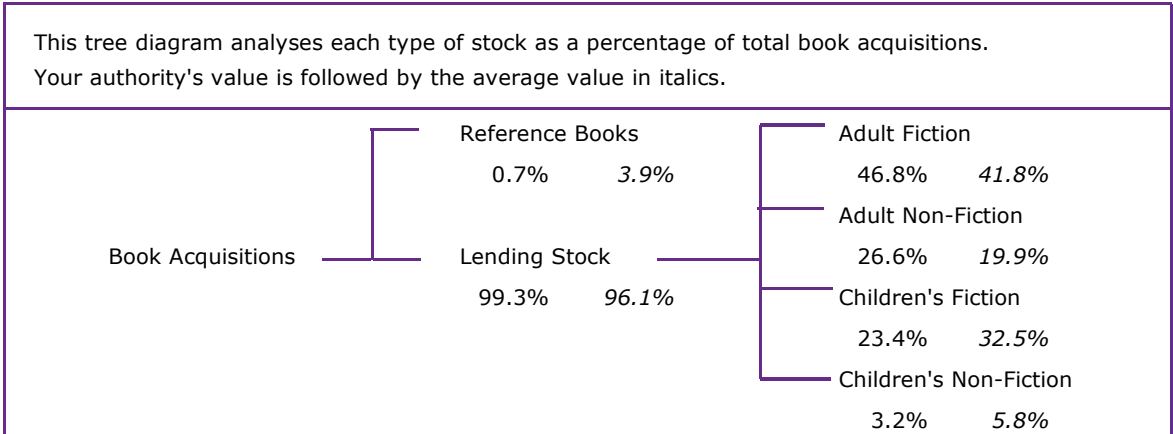 This tree diagram analyses each type of stock as a percentage of total book acquisitions.
Your authority's value is followed by the average value in italics.
Reference Books Adult Fiction
0.7% 3.9% 46.8% 41.8%
Adult Non-Fiction
Book Acquisitions Lending Stock 26.6% 19.9%
99.3% 96.1% Children's Fiction
23.4% 32.5%
Children's Non-Fiction
3.2% 5.8%